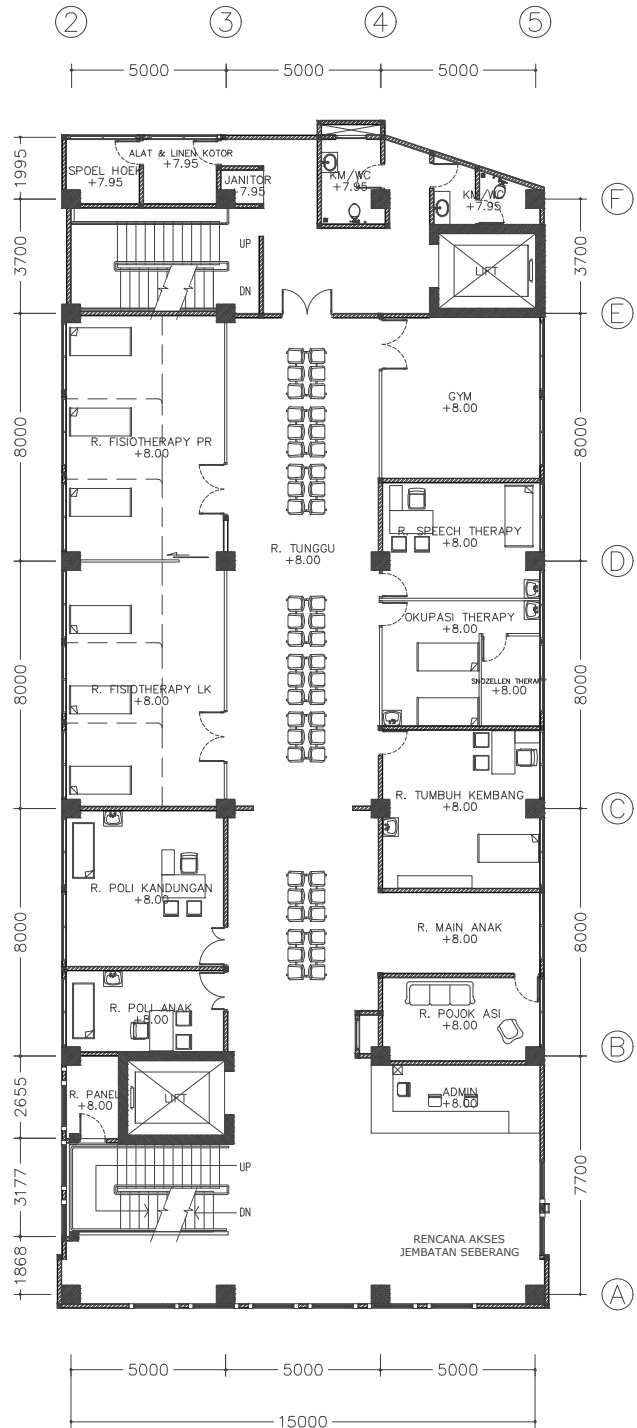 2 3 4 5
5000 5000 5000
1995
3700
8000
8000
8000
2655
3177
1868
SPOEL HOEK
+7.95
ALAT & LINEN KOTOR
+7.95
JANITOR
+7.95
KM/WC
+7.95
KM/WC
+7.95
F
3700
UP
DN
LIFT
E
R. FISIOTHERAPY PR
+8.00
GYM
+8.00
8000
R. TUNGGU
+8.00
R. SPEECH THERAPY
+8.00
D
OKUPASI THERAPY
+8.00
SNOZELLEN THERAPY
+8.00
R. FISIOTHERAPY LK
+8.00
8000
R. TUMBUH KEMBANG
+8.00
C
R. POLI KANDUNGAN
+8.00
R. MAIN ANAK
+8.00
8000
R. POLI ANAK
+8.00
R. POJOK ASI
+8.00
B
R. PANEL
+8.00
LIFT
ADMIN
+8.00
UP
DN
7700
RENCANA AKSES
JEMBATAN SEBERANG
A
5000 5000 5000
15000